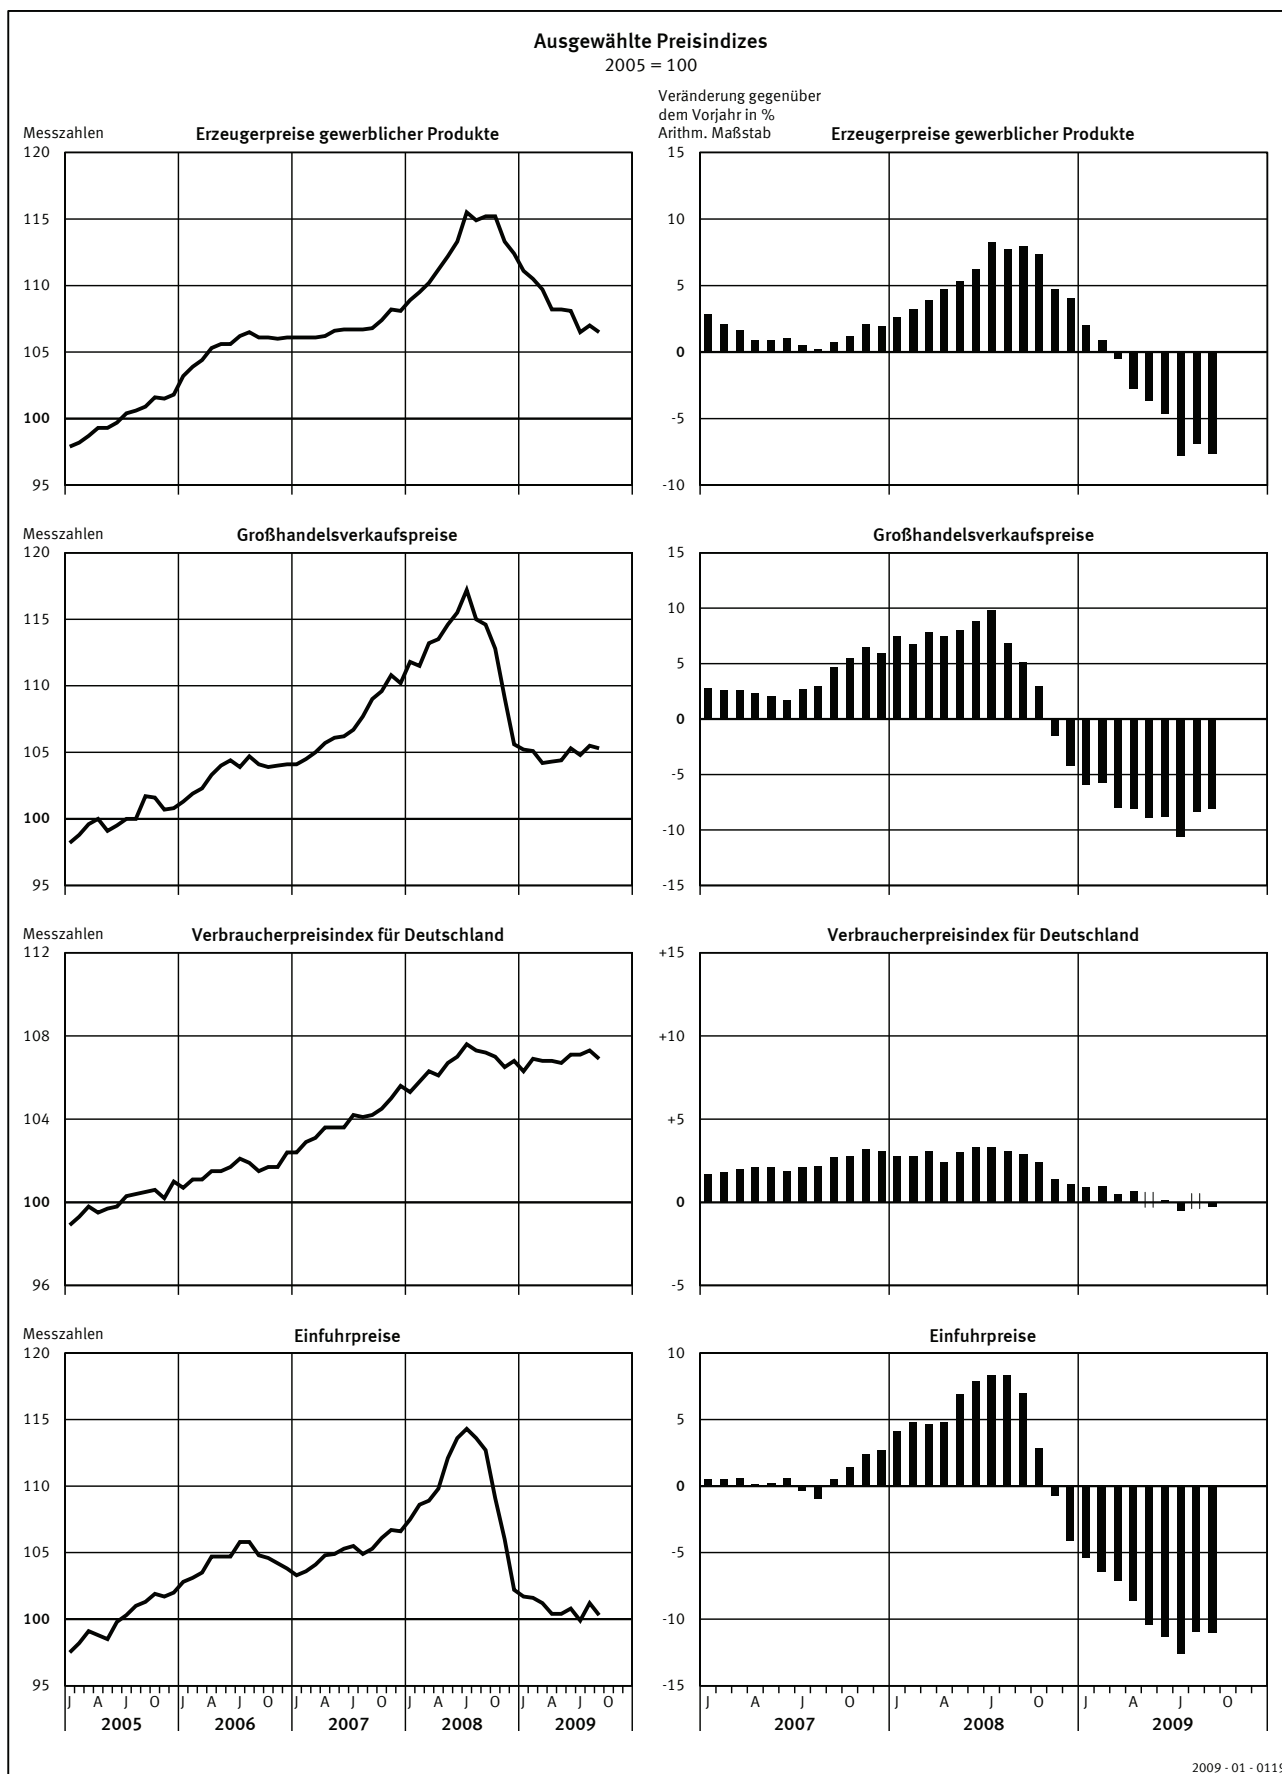 Ausgewählte Preisindizes
2005 = 100
Messzahlen
Erzeugerpreise gewerblicher Produkte
120
115
110
105
100
95
Veränderung gegenüber
dem Vorjahr in %
Arithm. Maßstab
Erzeugerpreise gewerblicher Produkte
15
10
5
0
-5
-10
Messzahlen
Großhandelsverkaufspreise
120
115
110
105
100
95
Großhandelsverkaufspreise
15
10
5
0
-5
-10
-15
Messzahlen
Verbraucherpreisindex für Deutschland
112
108
104
100
96
Verbraucherpreisindex für Deutschland
+15
+10
+5
0
-5
Messzahlen
Einfuhrpreise
120
115
110
105
100
95
J A J O J A J O J A J O J A J O J A J O
2005 2006 2007 2008 2009
Einfuhrpreise
10
5
0
-5
-10
-15
J A J O J A J O J A J O
2007 2008 2009
2009 - 01 - 0119